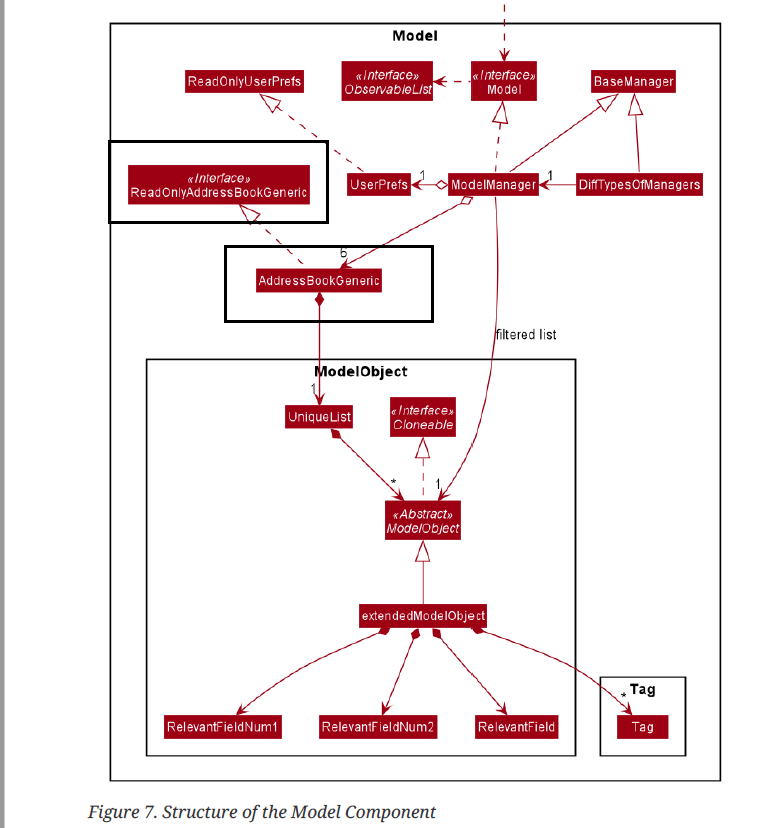 Model
ReadOnlyUserPrefs
«Interface»
ObservableList
«Interface»
Model
BaseManager
«Interface»
ReadOnlyAddressBookGeneric
UserPrefs
1
ModelManager
1
DiffTypesOfManagers
6
AddressBookGeneric
filtered list
ModelObject
1
UniqueList
«Interface»
Cloneable
*
1
«Abstract»
ModelObject
extendedModelObject
Tag
*
RelevantFieldNum1
RelevantFieldNum2
RelevantField
Tag
Figure 7. Structure of the Model Component